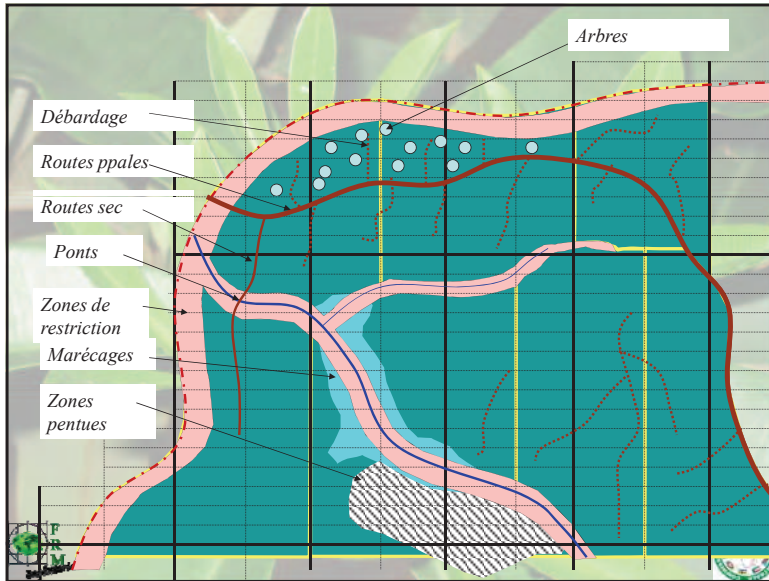 Arbres
Débardage
Routes ppales
Routes sec
Ponts
Zones de
restriction
Marécages
Zones
pentues
F
R
M